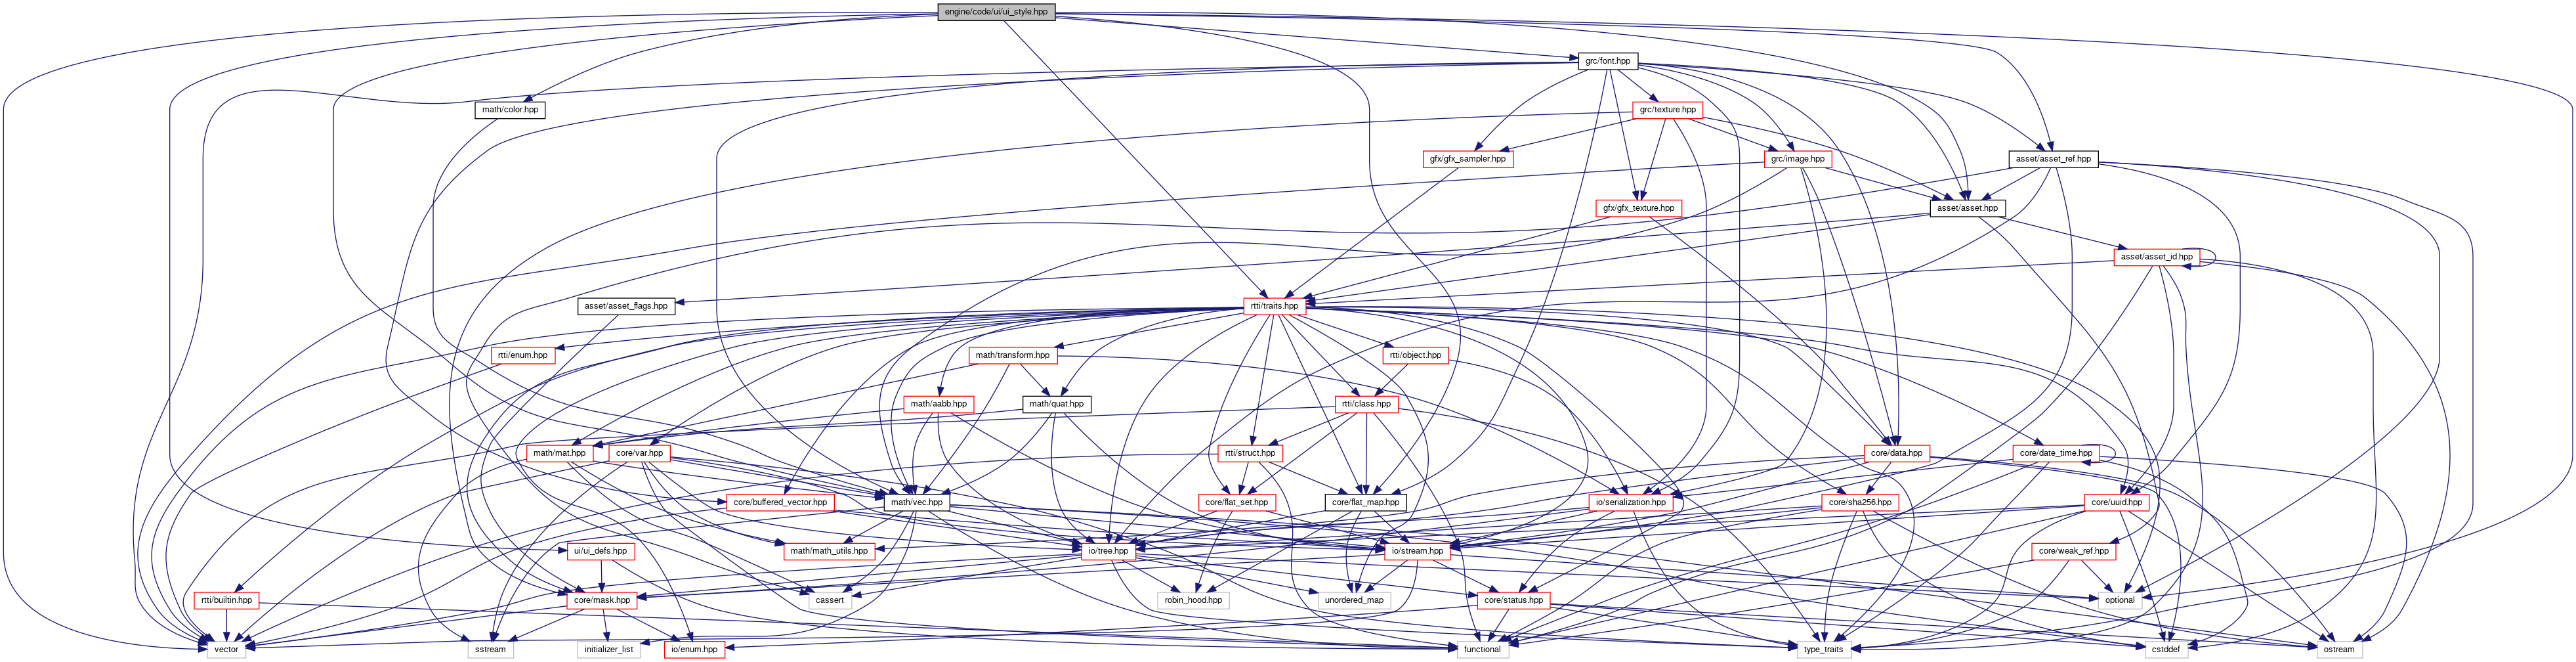 engine/code/ui/ui_style.hpp
grc/font.hpp
math/color.hpp
grc/texture.hpp
gfx/gfx_sampler.hpp
grc/image.hpp
asset/asset_ref.hpp
gfx/gfx_texture.hpp
asset/asset.hpp
asset/asset_id.hpp
asset/asset_flags.hpp
rtti/traits.hpp
rtti/enum.hpp
math/transform.hpp
rtti/object.hpp
math/aabb.hpp
math/quat.hpp
rtti/class.hpp
math/mat.hpp
core/var.hpp
rtti/struct.hpp
core/data.hpp
core/date_time.hpp
core/buffered_vector.hpp
math/vec.hpp
core/flat_set.hpp
core/flat_map.hpp
io/serialization.hpp
core/sha256.hpp
core/uuid.hpp
ui/ui_defs.hpp
math/math_utils.hpp
io/tree.hpp
io/stream.hpp
core/weak_ref.hpp
rtti/builtin.hpp
core/mask.hpp
cassert
robin_hood.hpp
unordered_map
core/status.hpp
optional
vector
sstream
initializer_list
io/enum.hpp
functional
type_traits
cstddef
ostream